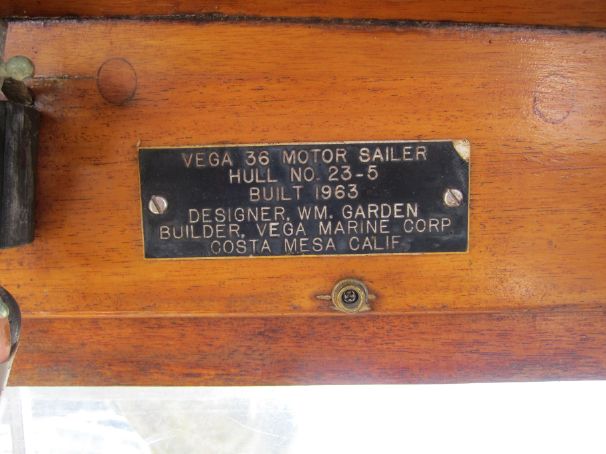 VEGA 36 MOTOR SAILER
HULL NO. 23-5
BUILT 1963
DESIGNER, WM. GARDEN
BUILDER, VEGA MARINE CORP
COSTA MESA CALIF.